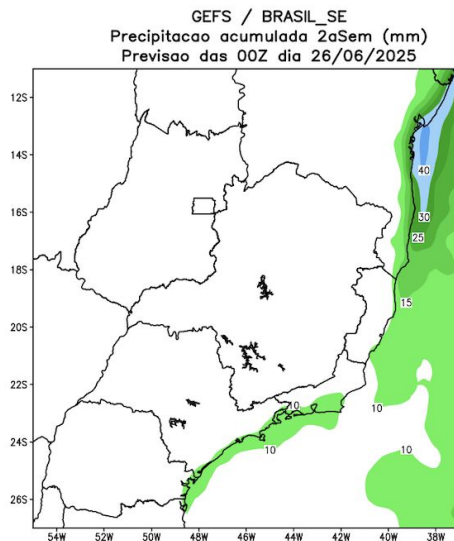 GEFS / BRASIL_SE
Precipitacao acumulada 2aSem (mm)
Previsao das 00Z dia 26/06/2025
12S
14S
40
16S
30
25
18S
15
20S
22S
10
10
24S
10
10
26S
54W 52W 50W 48W 46W 44W 42W 40W 38W